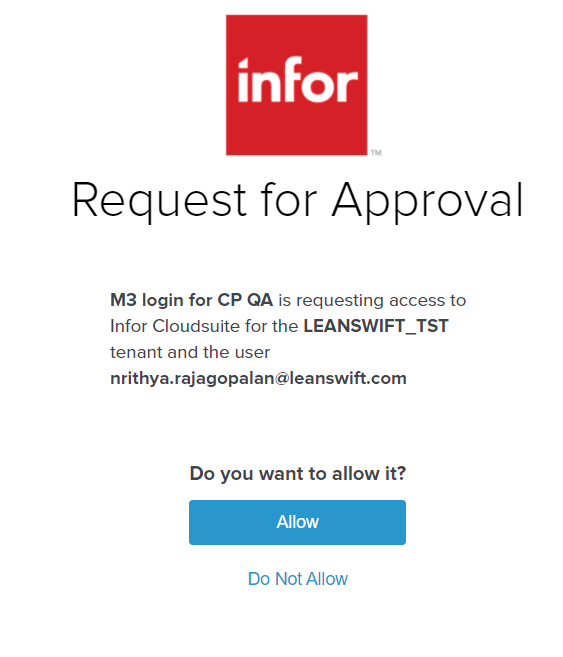 infor
TM
Request for Approval
M3 login for CP QA is requesting access to
Infor Cloudsuite for the LEANSWIFT_TST
tenant and the user
nrithya.rajagopalan@leanswift.com
Do you want to allow it?
Allow
Do Not Allow